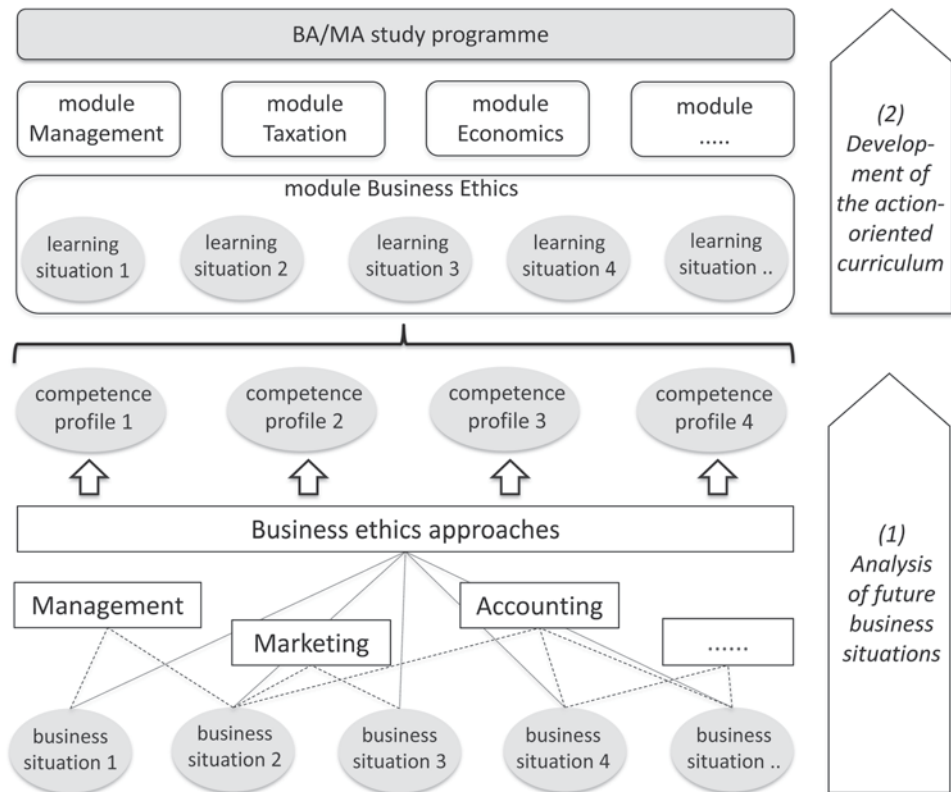 BA/MA study programme
module
Management
module
Taxation
module
Economics
module
.....
module Business Ethics
learning
situation 1
learning
situation 2
learning
situation 3
learning
situation 4
learning
situation ..
(2)
Develop-
ment of
the action-
oriented
curriculum
competence
profile 1
competence
profile 2
competence
profile 3
competence
profile 4
Business ethics approaches
Management
Marketing
Accounting
......
business
situation 1
business
situation 2
business
situation 3
business
situation 4
business
situation ..
(1)
Analysis
of future
business
situations